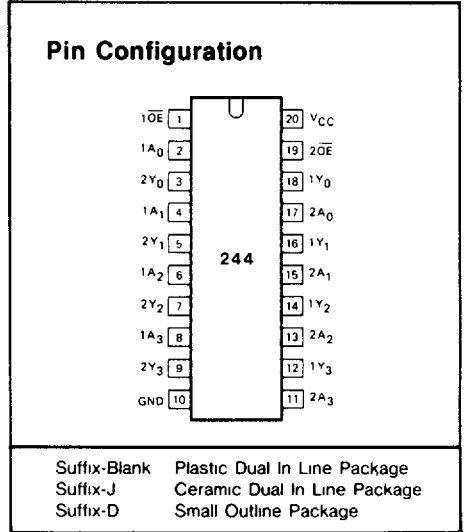 Pin Configuration
1O̅E̅ 1 20 VCC
1A0 2 19 2O̅E̅
2Y0 3 18 1Y0
1A1 4 17 2A0
2Y1 5 16 1Y1
244
1A2 6 15 2A1
2Y2 7 14 1Y2
1A3 8 13 2A2
2Y3 9 12 1Y3
GND 10 11 2A3
Suffix-Blank Plastic Dual In Line Package
Suffix-J Ceramic Dual In Line Package
Suffix-D Small Outline Package